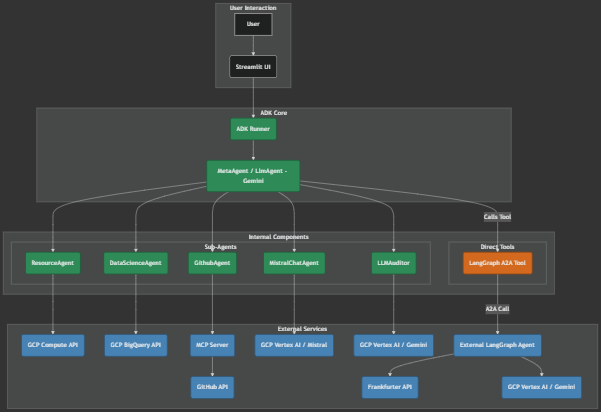 User Interaction
User
Streamlit UI
ADK Core
ADK Runner
MetaAgent / LlmAgent -
Gemini
Calls Tool
Internal Components
Sub-Agents
Direct Tools
ResourceAgent
DataScienceAgent
GithubAgent
MistralChatAgent
LLMAuditor
LangGraph A2A Tool
A2A Call
External Services
GCP Compute API
GCP BigQuery API
MCP Server
GCP Vertex AI / Mistral
GCP Vertex AI / Gemini
External LangGraph Agent
GitHub API
Frankfurter API
GCP Vertex AI / Gemini